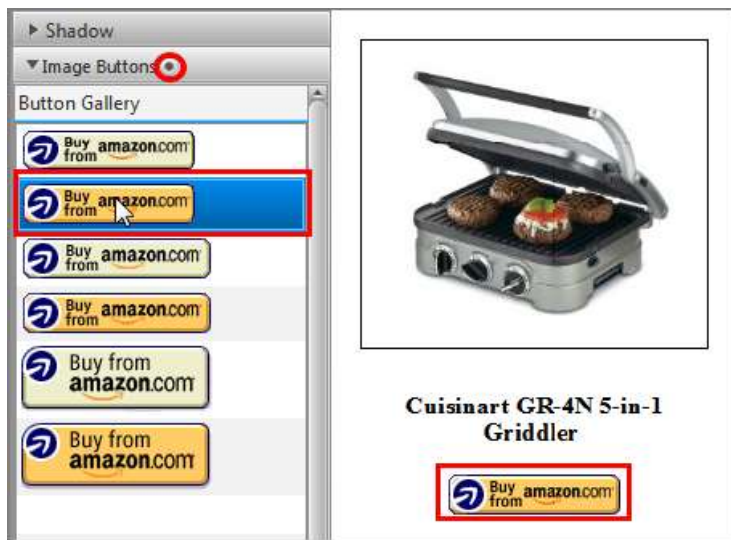 Shadow
Image Buttons
Button Gallery
Buy
from amazon.com
Buy
from amazon.com
Buy
from amazon.com
Buy
from amazon.com
Buy from
amazon.com
Buy from
amazon.com
Cuisinart GR-4N 5-in-1
Griddler
Buy
from amazon.com